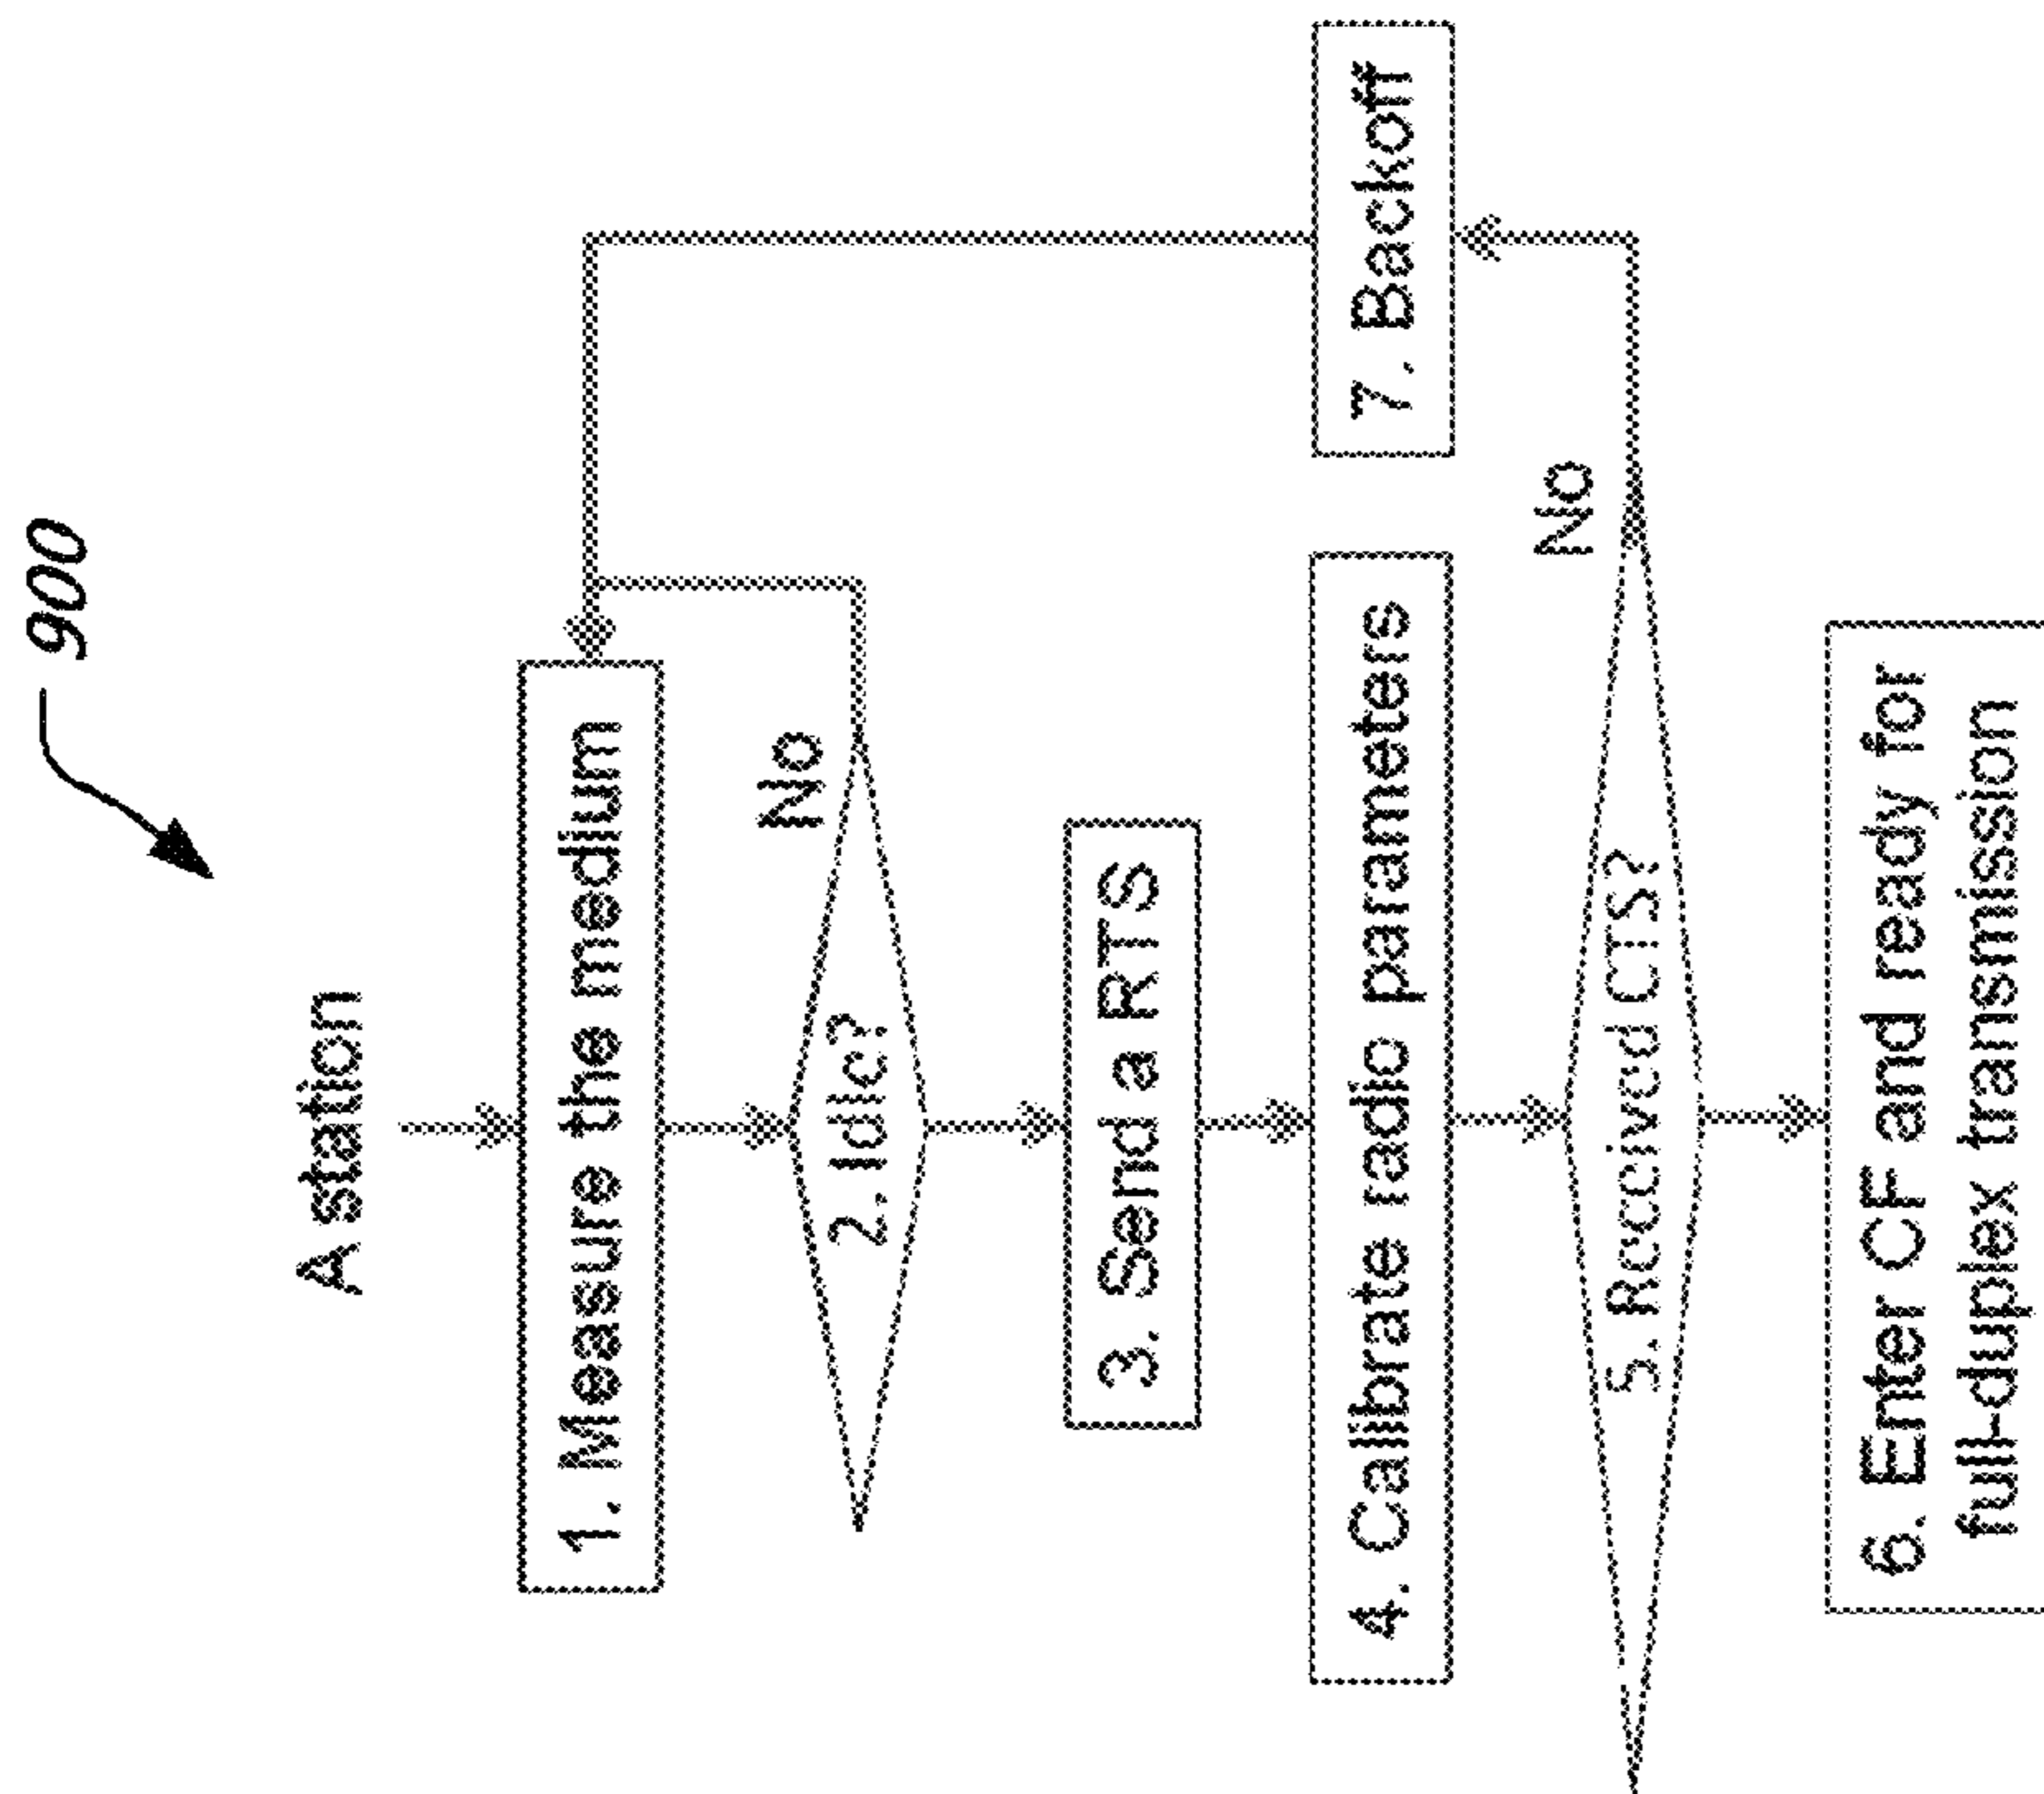 900
A station
1. Measure the medium
2. Idle?
No
3. Send a RTS
4. Calibrate radio parameters
5. Received CTS?
No
7. Backoff
6. Enter CF and ready for
full-duplex transmission